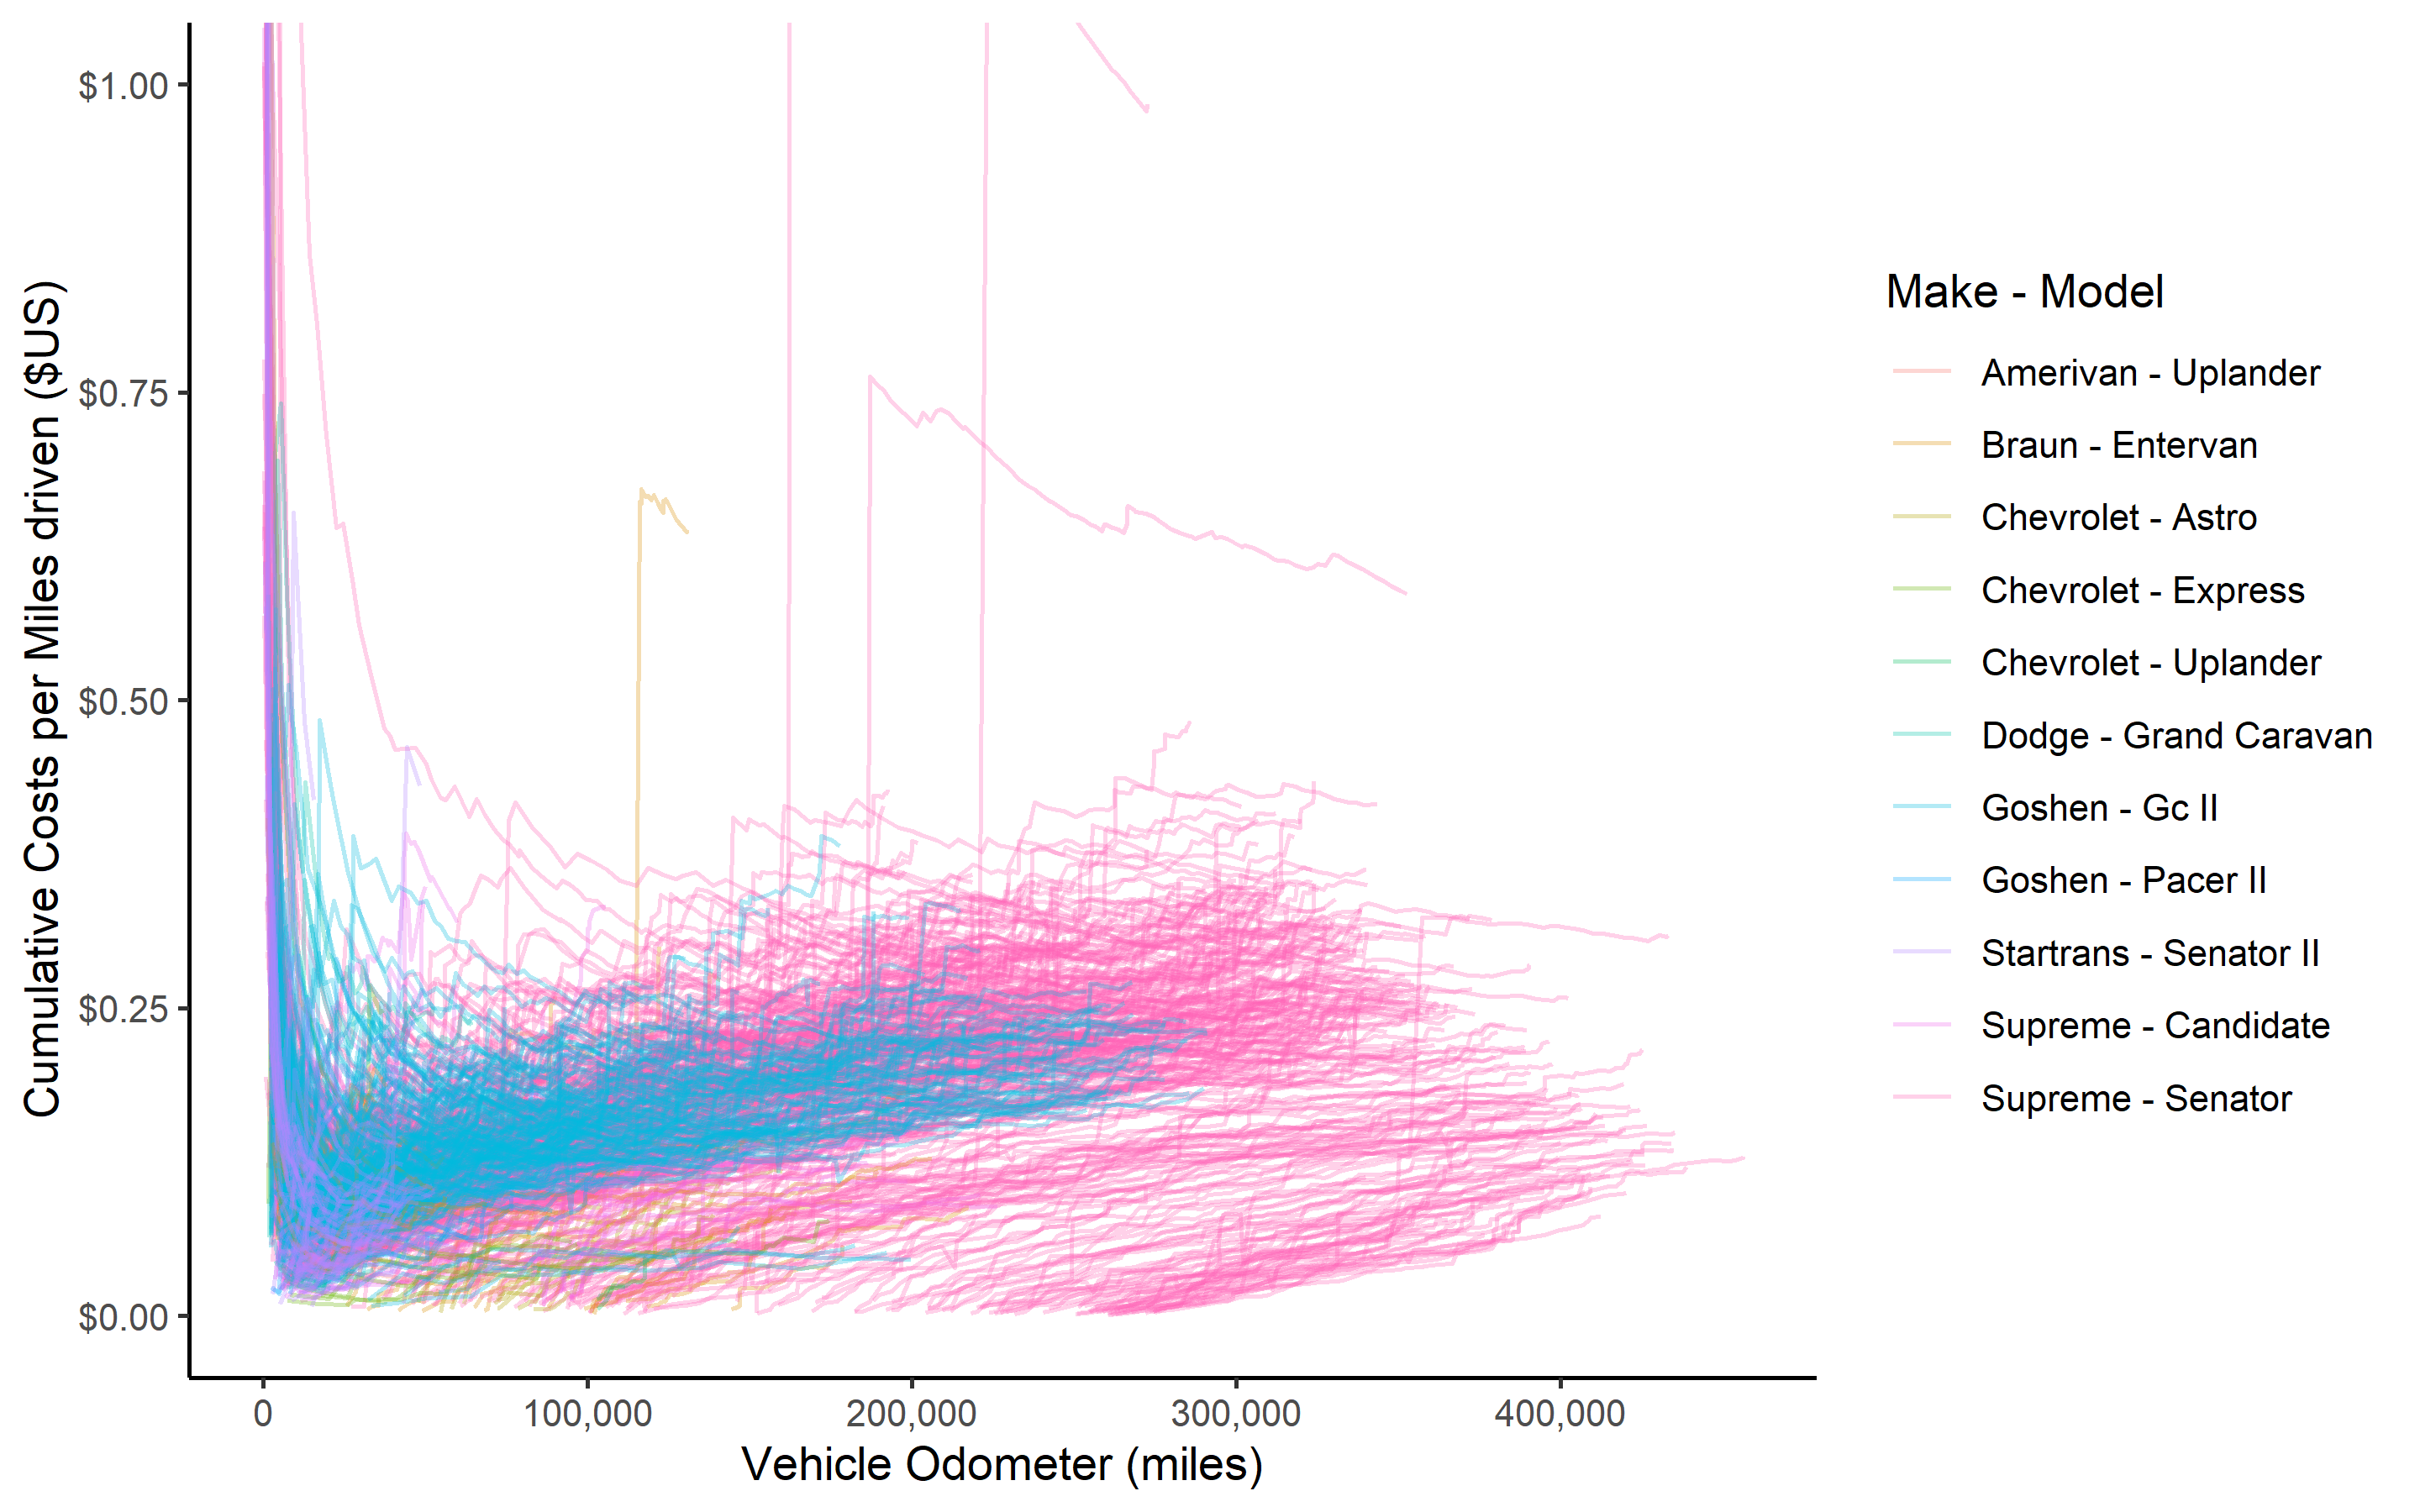 Cumulative Costs per Miles driven ($US)
$1.00
$0.75
$0.50
$0.25
$0.00
0
100,000
200,000
300,000
400,000
Vehicle Odometer (miles)
Make - Model
Amerivan - Uplander
Braun - Entervan
Chevrolet - Astro
Chevrolet - Express
Chevrolet - Uplander
Dodge - Grand Caravan
Goshen - Gc II
Goshen - Pacer II
Startrans - Senator II
Supreme - Candidate
Supreme - Senator